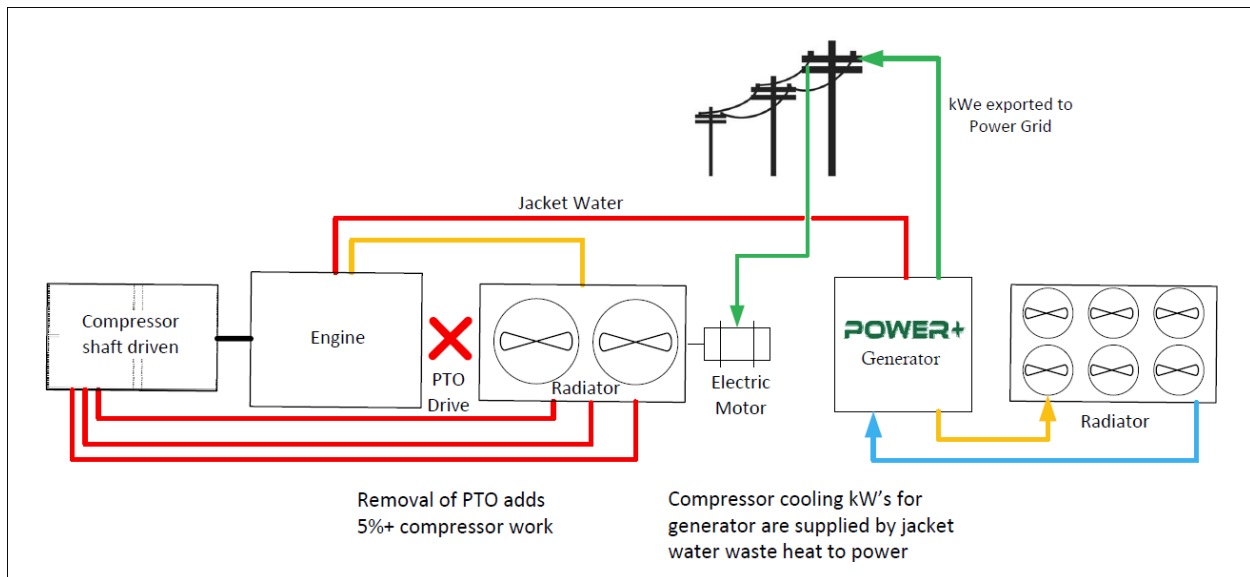 kWe exported to
Power Grid
Jacket Water
Compressor
shaft driven
Engine
PTO
Drive
Radiator
Electric
Motor
POWER+
Generator
Radiator
Removal of PTO adds
5%+ compressor work
Compressor cooling kW's for
generator are supplied by jacket
water waste heat to power